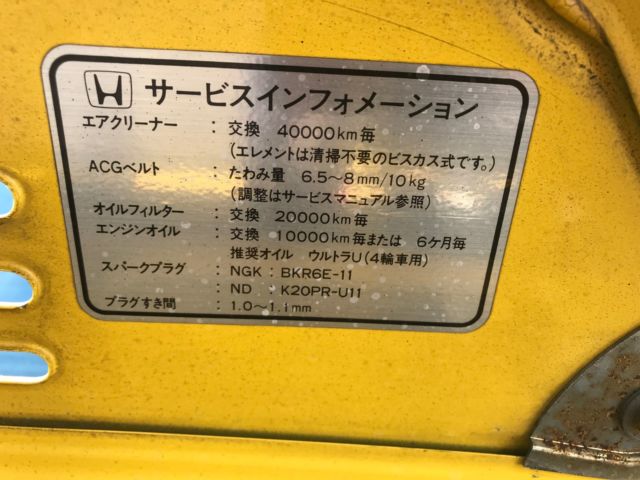 サービスインフォメーション
エアクリーナー : 交換 40000km毎
(エレメントは清掃不要のビスカス式です。)
ACGベルト : たわみ量 6.5〜8mm/10kg
(調整はサービスマニュアル参照)
オイルフィルター : 交換 20000km毎
エンジンオイル : 交換 10000km毎または 6ケ月毎
推奨オイル ウルトラU(4輪車用)
スパークプラグ : NGK : BKR6E-11
ND : K20PR-U11
プラグすき間 : 1.0〜1.1mm